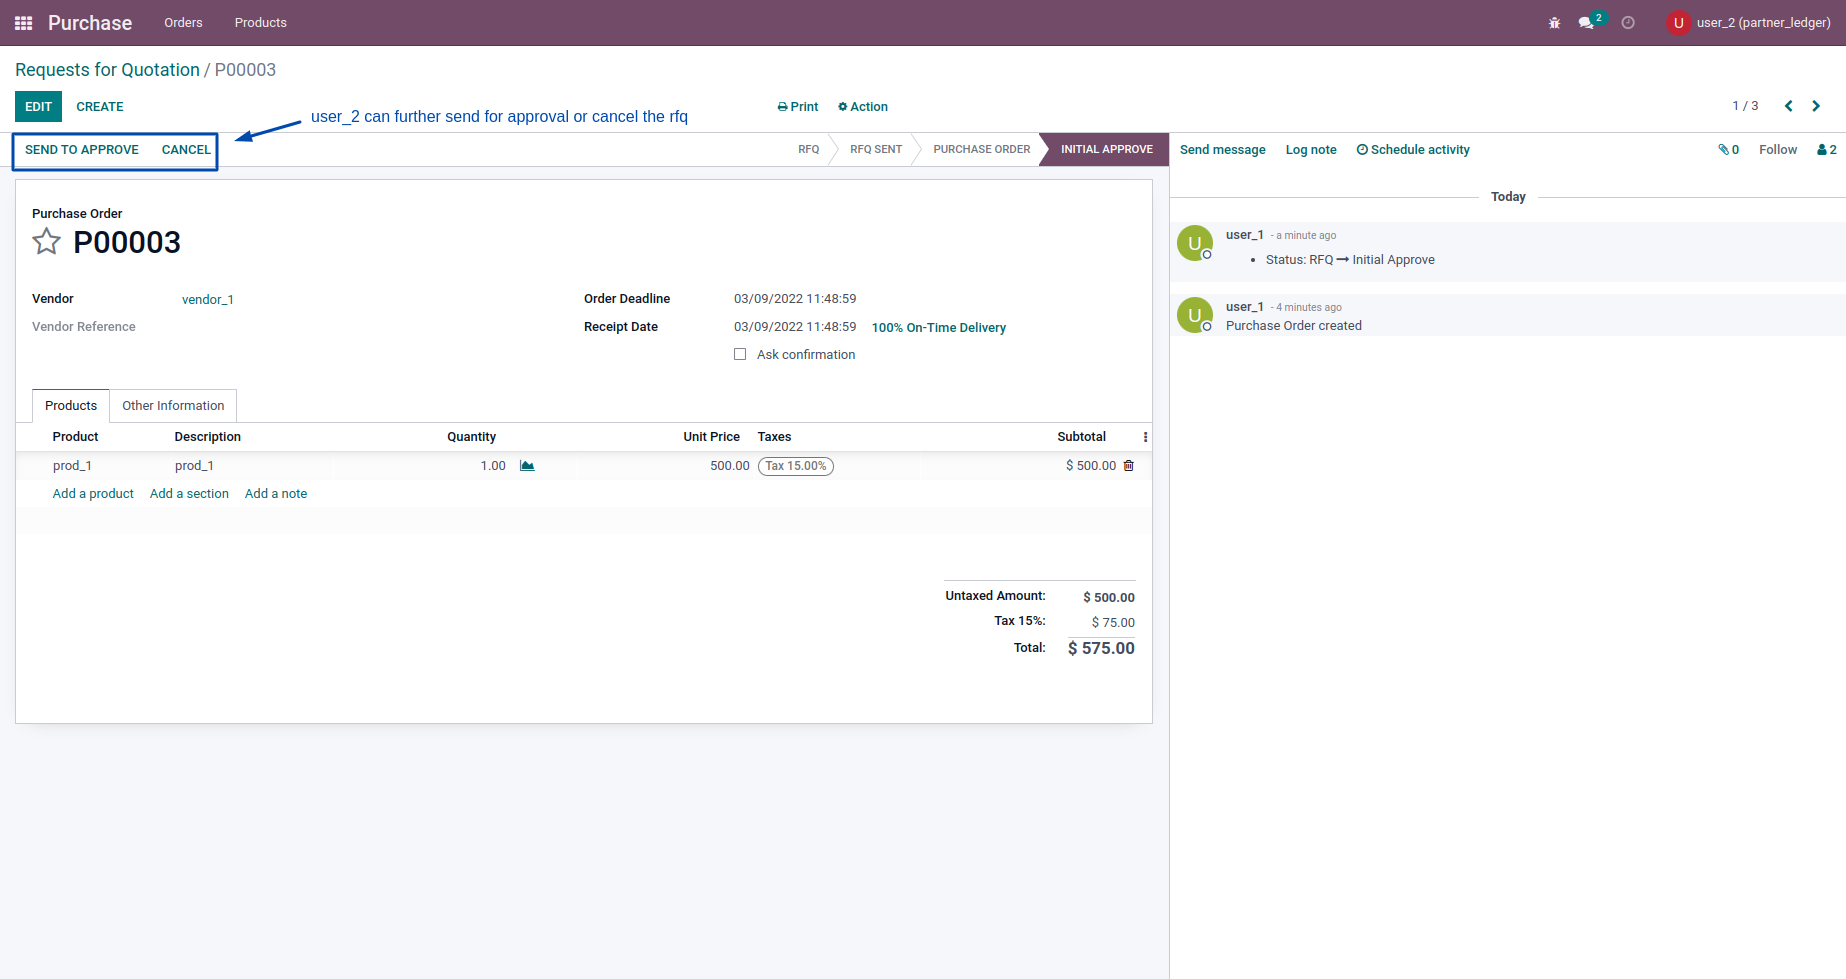 Purchase Orders Products 2 U user_2 (partner_ledger)
Requests for Quotation / P00003
EDIT CREATE Print Action 1 / 3
user_2 can further send for approval or cancel the rfq
SEND TO APPROVE CANCEL RFQ RFQ SENT PURCHASE ORDER INITIAL APPROVE Send message Log note Schedule activity 0 Follow 2
Today
Purchase Order
P00003
U user_1 - a minute ago
Status: RFQ → Initial Approve
Vendor vendor_1 Order Deadline 03/09/2022 11:48:59
U user_1 - 4 minutes ago
Purchase Order created
Vendor Reference Receipt Date 03/09/2022 11:48:59 100% On-Time Delivery
Ask confirmation
Products Other Information
Product Description Quantity Unit Price Taxes Subtotal
prod_1 prod_1 1.00 500.00 Tax 15.00% $ 500.00
Add a product Add a section Add a note
Untaxed Amount: $ 500.00
Tax 15%: $ 75.00
Total: $ 575.00